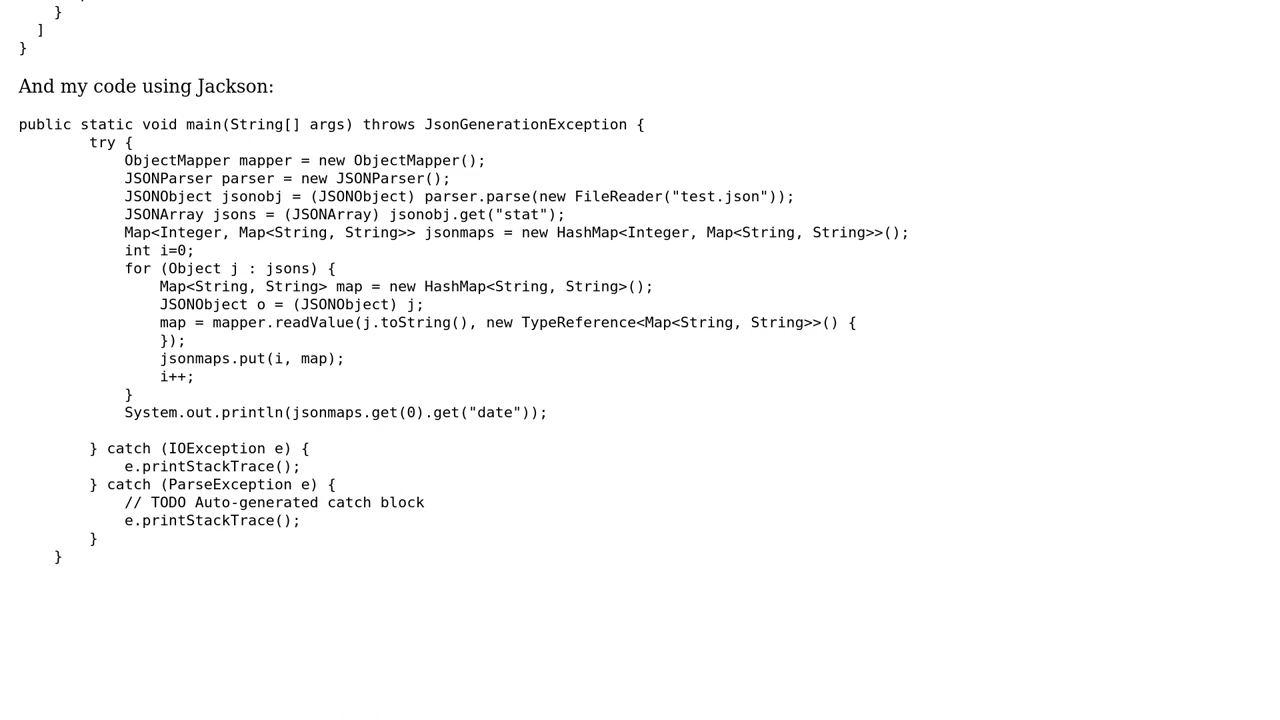 }
  ]
}
And my code using Jackson:
public static void main(String[] args) throws JsonGenerationException {
        try {
            ObjectMapper mapper = new ObjectMapper();
            JSONParser parser = new JSONParser();
            JSONObject jsonobj = (JSONObject) parser.parse(new FileReader("test.json"));
            JSONArray jsons = (JSONArray) jsonobj.get("stat");
            Map<Integer, Map<String, String>> jsonmaps = new HashMap<Integer, Map<String, String>>();
            int i=0;
            for (Object j : jsons) {
                Map<String, String> map = new HashMap<String, String>();
                JSONObject o = (JSONObject) j;
                map = mapper.readValue(j.toString(), new TypeReference<Map<String, String>>() {
                });
                jsonmaps.put(i, map);
                i++;
            }
            System.out.println(jsonmaps.get(0).get("date"));

        } catch (IOException e) {
            e.printStackTrace();
        } catch (ParseException e) {
            // TODO Auto-generated catch block
            e.printStackTrace();
        }
    }